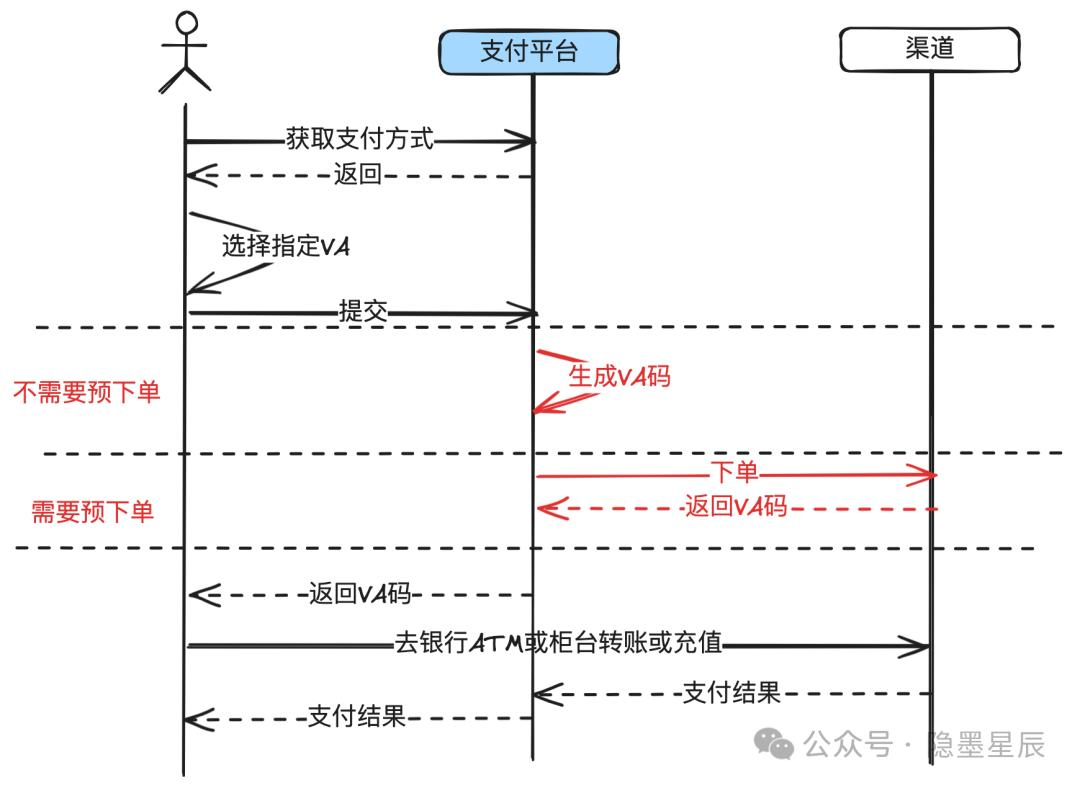 支付平台
渠道
获取支付方式
返回
选择指定VA
提交
生成VA码
不需要预下单
下单
返回VA码
需要预下单
返回VA码
去银行ATM或柜台转账或充值
支付结果
支付结果
公众号 · 隐墨星辰